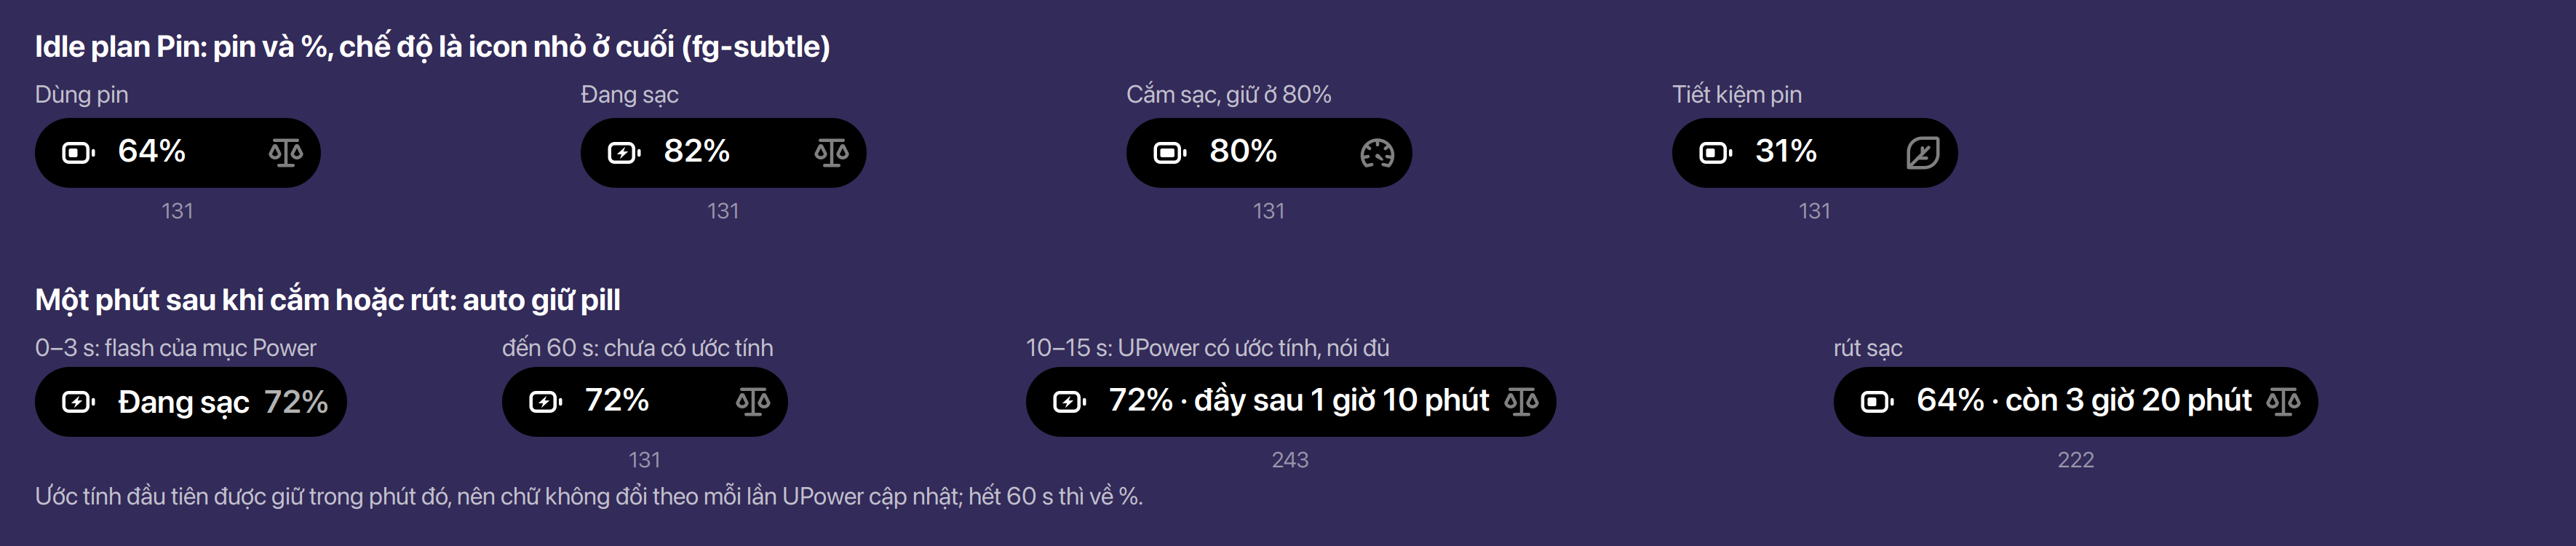 Idle plan Pin: pin và %, chế độ là icon nhỏ ở cuối (fg-subtle)
Dùng pin
Đang sạc
Cắm sạc, giữ ở 80%
Tiết kiệm pin
64%
82%
80%
31%
131
131
131
131
Một phút sau khi cắm hoặc rút: auto giữ pill
0–3 s: flash của mục Power
đến 60 s: chưa có ước tính
10–15 s: UPower có ước tính, nói đủ
rút sạc
Đang sạc 72%
72%
72% · đầy sau 1 giờ 10 phút
64% · còn 3 giờ 20 phút
131
243
222
Ước tính đầu tiên được giữ trong phút đó, nên chữ không đổi theo mỗi lần UPower cập nhật; hết 60 s thì về %.